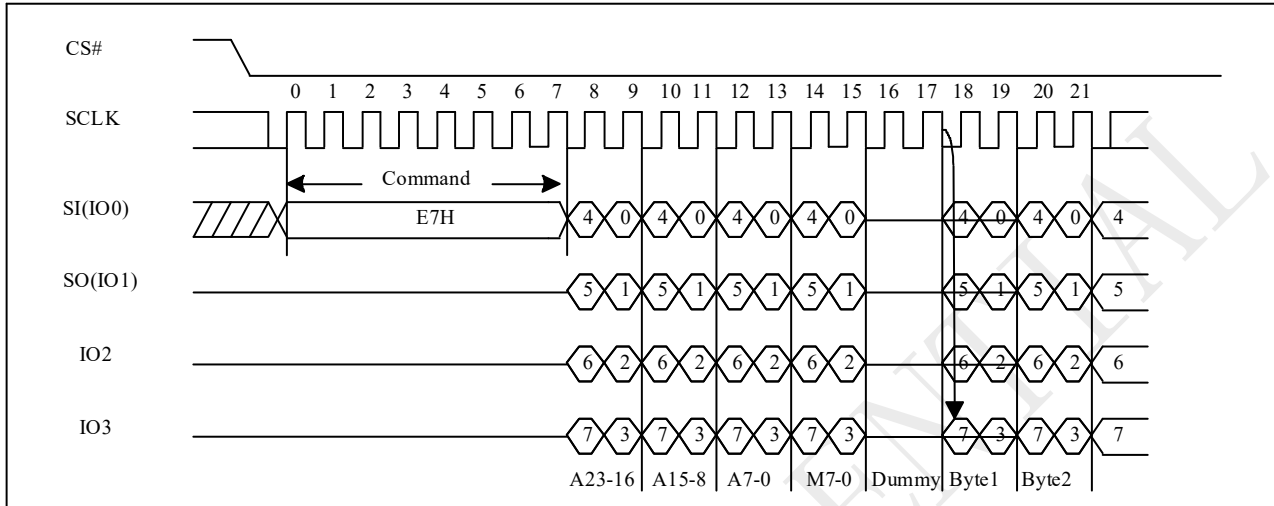 CS#
0 1 2 3 4 5 6 7 8 9 10 11 12 13 14 15 16 17 18 19 20 21
SCLK
Command
SI(IO0) E7H 4 0 4 0 4 0 4 0 4 0 4 0 4
SO(IO1) 5 1 5 1 5 1 5 1 5 1 5 1 5
IO2 6 2 6 2 6 2 6 2 6 2 6 2 6
IO3 7 3 7 3 7 3 7 3 7 3 7 3 7
A23-16 A15-8 A7-0 M7-0 Dummy Byte1 Byte2
ENTIAL